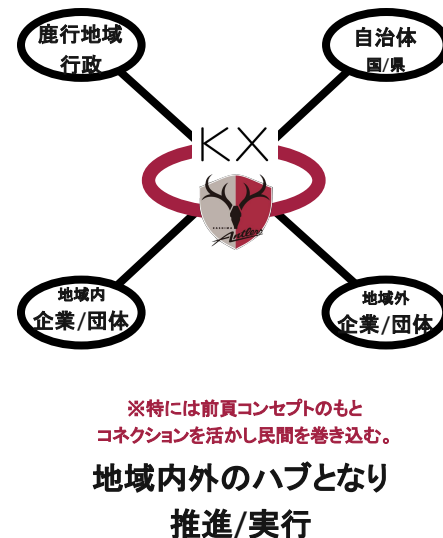 鹿行地域
行政
自治体
国/県
KX
KASHIMA
Antlers
地域内
企業/団体
地域外
企業/団体
※特には前頁コンセプトのもと
コネクションを活かし民間を巻き込む。
地域内外のハブとなり
推進/実行